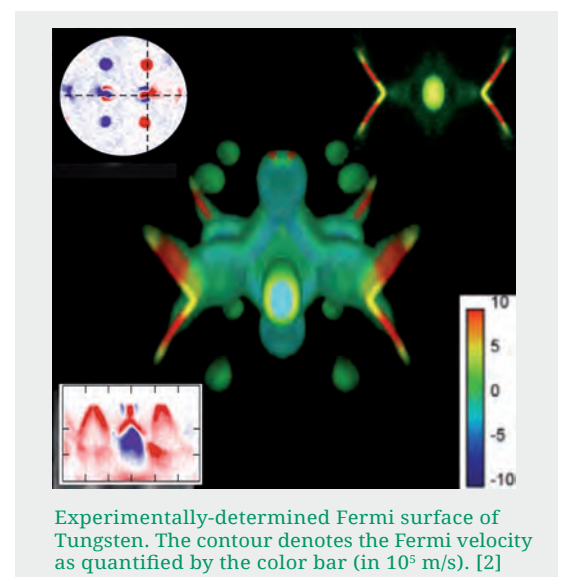 10
5
0
-5
-10
Experimentally-determined Fermi surface of
Tungsten. The contour denotes the Fermi velocity
as quantified by the color bar (in 10⁵ m/s). [2]